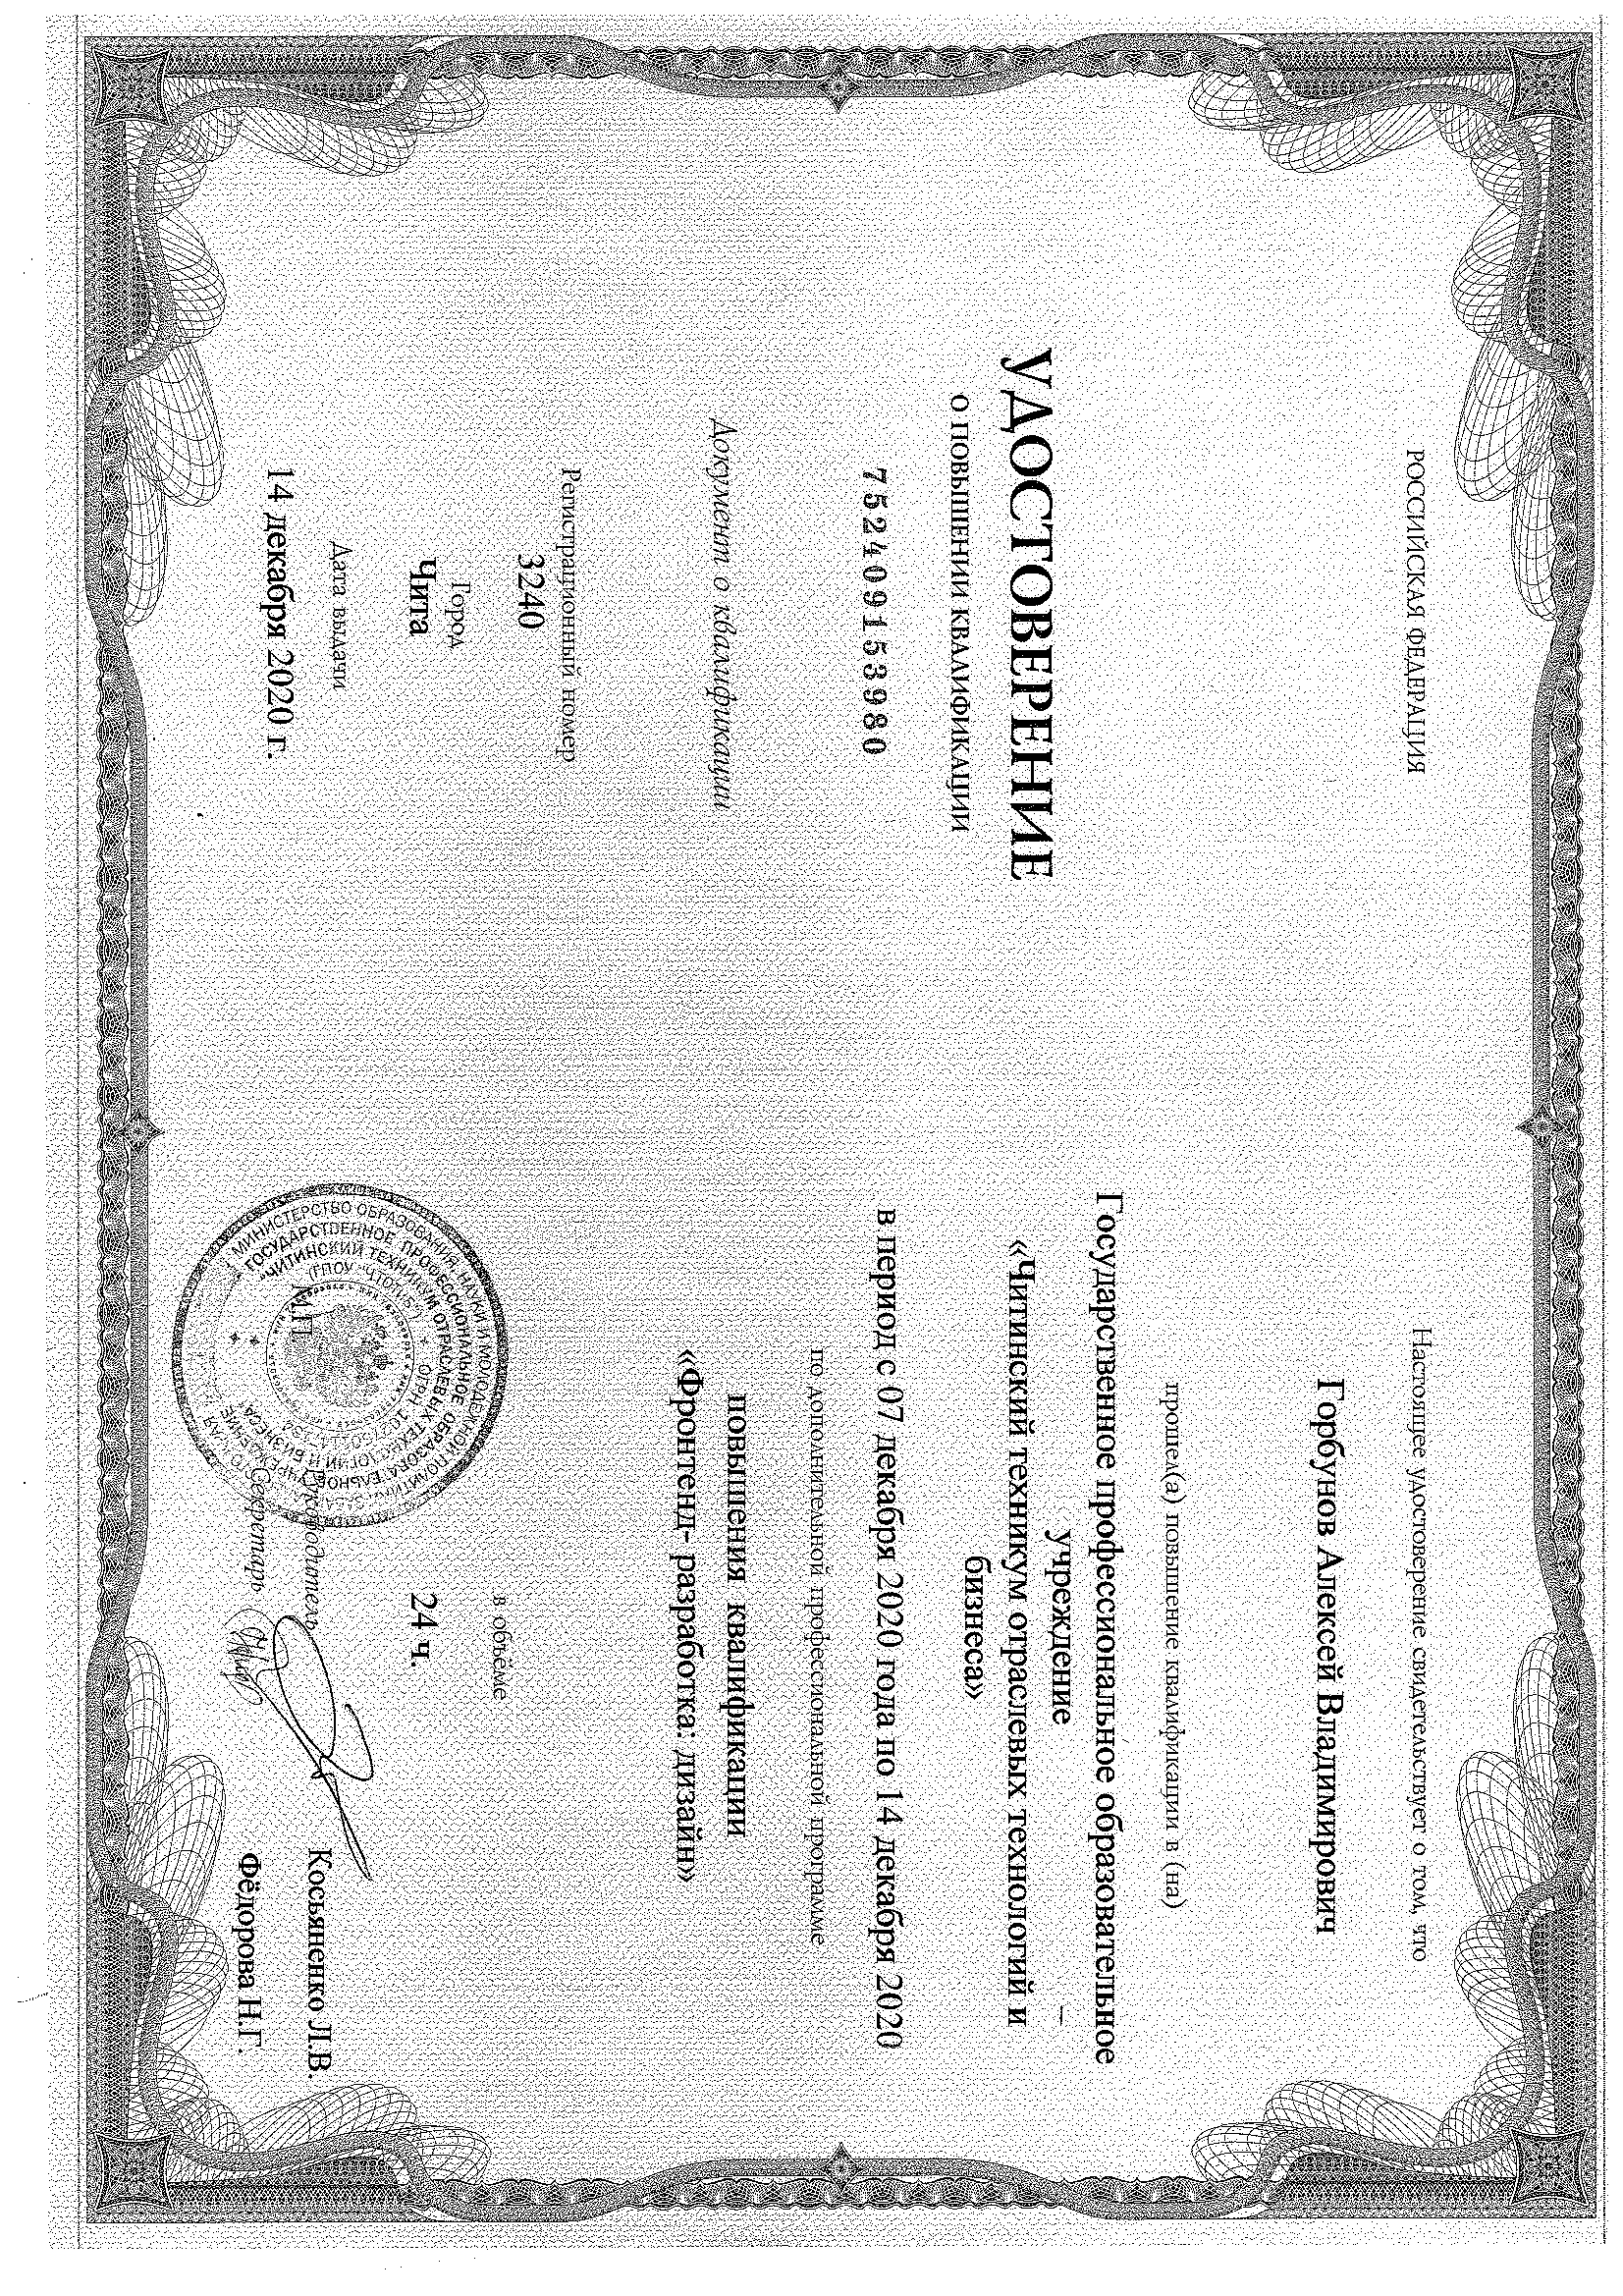 РОССИЙСКАЯ ФЕДЕРАЦИЯ
УДОСТОВЕРЕНИЕ
О ПОВЫШЕНИИ КВАЛИФИКАЦИИ
752409153980
Документ о квалификации
Регистрационный номер
3240
Город
Чита
Дата выдачи
14 декабря 2020 г.
Настоящее удостоверение свидетельствует о том, что
Горбунов Алексей Владимирович
прошел(а) повышение квалификации в (на)
Государственное профессиональное образовательное
учреждение
«Читинский техникум отраслевых технологий и
бизнеса»
в период с 07 декабря 2020 года по 14 декабря 2020
по дополнительной профессиональной программе
повышения квалификации
«Фронтенд- разработка: дизайн»
в объёме
24 ч.
Руководитель
Косьяненко Л.В.
М.П.
Секретарь
Фёдорова Н.Г.
МИНИСТЕРСТВО ОБРАЗОВАНИЯ, НАУКИ И МОЛОДЕЖНОЙ ПОЛИТИКИ
ГОСУДАРСТВЕННОЕ ПРОФЕССИОНАЛЬНОЕ ОБРАЗОВАТЕЛЬНОЕ УЧРЕЖДЕНИЕ
"ЧИТИНСКИЙ ТЕХНИКУМ ОТРАСЛЕВЫХ ТЕХНОЛОГИЙ И БИЗНЕСА"
(ГПОУ "ЧТОТИБ") * ОГРН